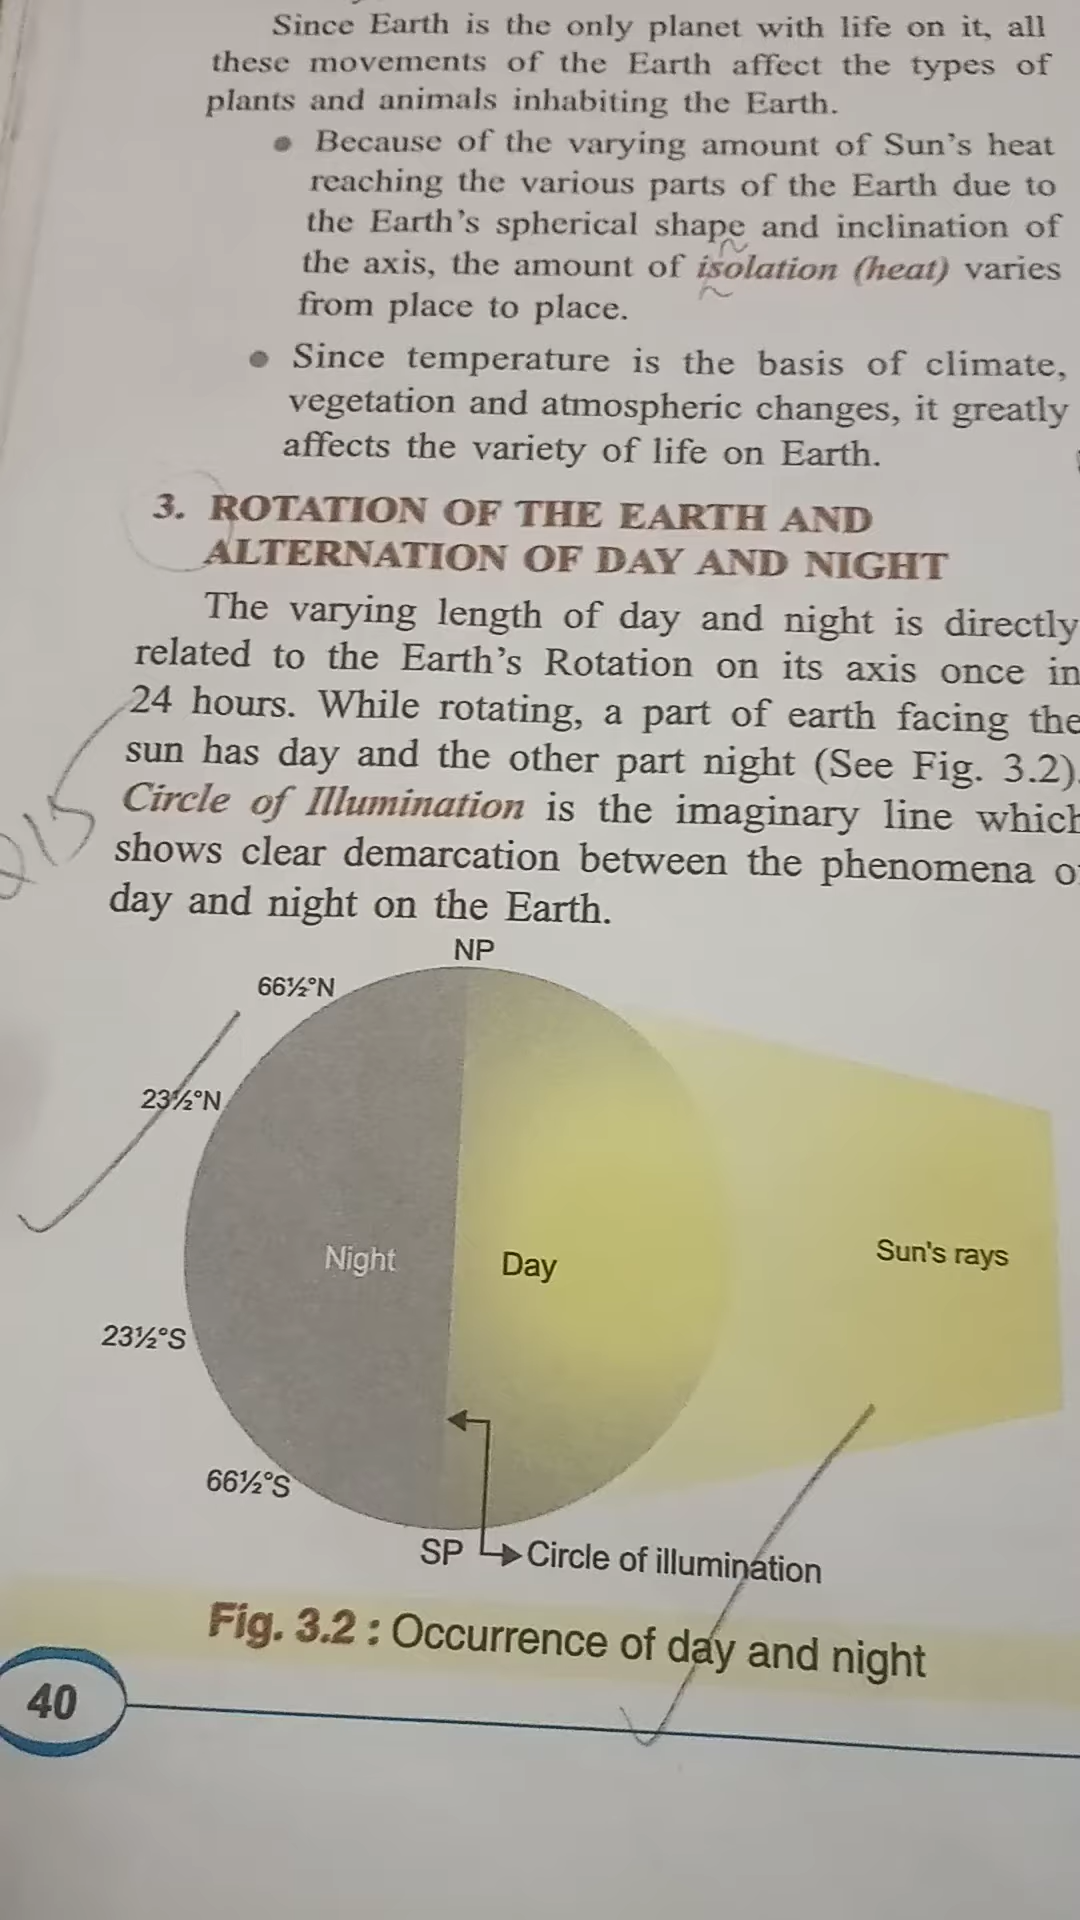 Since Earth is the only planet with life on it, all
these movements of the Earth affect the types of
plants and animals inhabiting the Earth.
● Because of the varying amount of Sun's heat
reaching the various parts of the Earth due to
the Earth's spherical shape and inclination of
the axis, the amount of isolation (heat) varies
from place to place.
● Since temperature is the basis of climate,
vegetation and atmospheric changes, it greatly
affects the variety of life on Earth.
3. ROTATION OF THE EARTH AND
ALTERNATION OF DAY AND NIGHT
The varying length of day and night is directly
related to the Earth's Rotation on its axis once in
24 hours. While rotating, a part of earth facing the
sun has day and the other part night (See Fig. 3.2).
Circle of Illumination is the imaginary line which
shows clear demarcation between the phenomena o
day and night on the Earth.
NP
66½°N
23½°N
Night
Day
Sun's rays
23½°S
66½°S
SP
Circle of illumination
Fig. 3.2 : Occurrence of day and night
40